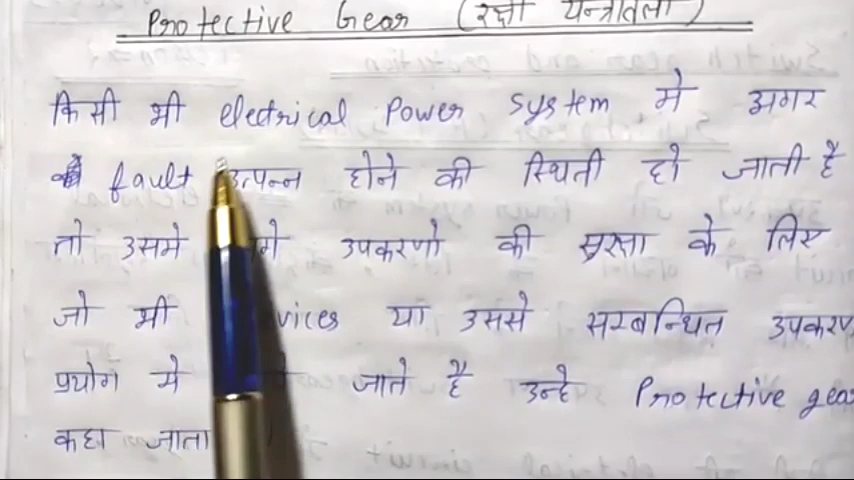 Protective Gear (रक्षी यन्त्रावली)
किसी भी electrical Power system मे अगर
fault उत्पन्न होने की स्थिती हो जाती है
तो उसमे उपकरणो की सुरक्षा के लिए
जो भी या उससे सम्बन्धित उपकरण
प्रयोग मे जाते है उन्हे Protective gear
कहा जाता